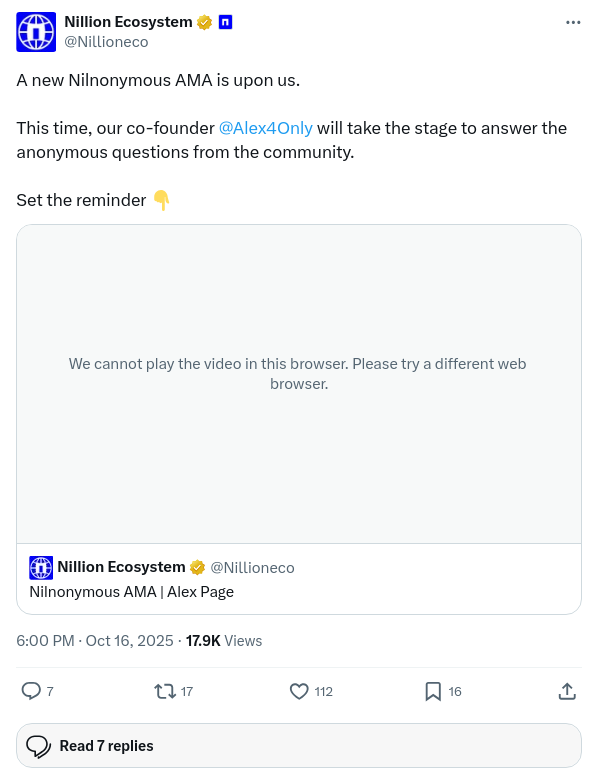 Nillion Ecosystem
@Nillioneco
A new Nilnonymous AMA is upon us.
This time, our co-founder @Alex4Only will take the stage to answer the
anonymous questions from the community.
Set the reminder 👇
We cannot play the video in this browser. Please try a different web
browser.
Nillion Ecosystem @Nillioneco
Nilnonymous AMA | Alex Page
6:00 PM · Oct 16, 2025 · 17.9K Views
7 17 112 16
Read 7 replies